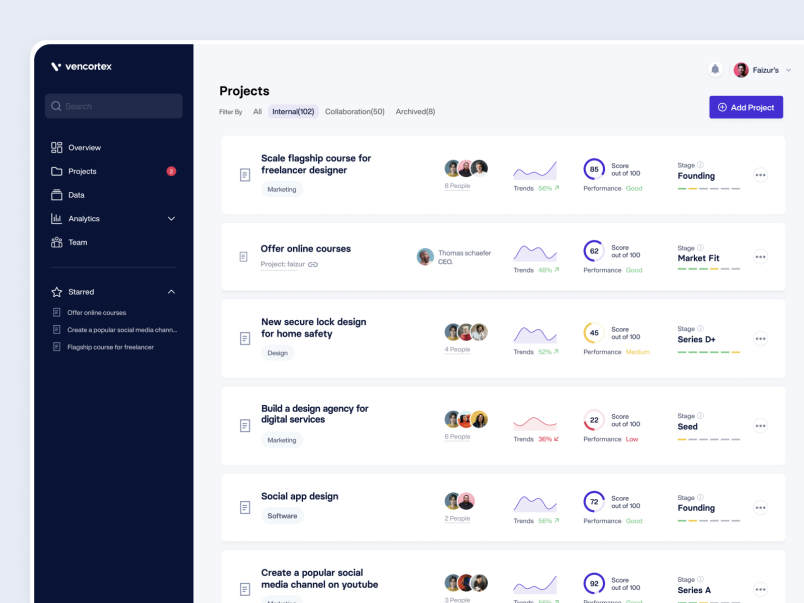 vencortex
Search
Overview
Projects
2
Data
Analytics
Team
Starred
Offer online courses
Create a popular social media chann...
Flagship course for freelancer
Faizur's
Projects
Filter By All Internal(102) Collaboration(50) Archived(8)
Add Project
Scale flagship course for
freelancer designer
Marketing
8 People
Trends 56%
85
Score
out of 100
Performance Good
Stage
Founding
Offer online courses
Project: faizur
Thomas schaefer
CEO.
Trends 48%
62
Score
out of 100
Performance Good
Stage
Market Fit
New secure lock design
for home safety
Design
4 People
Trends 52%
45
Score
out of 100
Performance Medium
Stage
Series D+
Build a design agency for
digital services
Marketing
6 People
Trends 36%
22
Score
out of 100
Performance Low
Stage
Seed
Social app design
Software
2 People
Trends 56%
72
Score
out of 100
Performance Good
Stage
Founding
Create a popular social
media channel on youtube
Marketing
3 People
Trends 56%
92
Score
out of 100
Performance Good
Stage
Series A